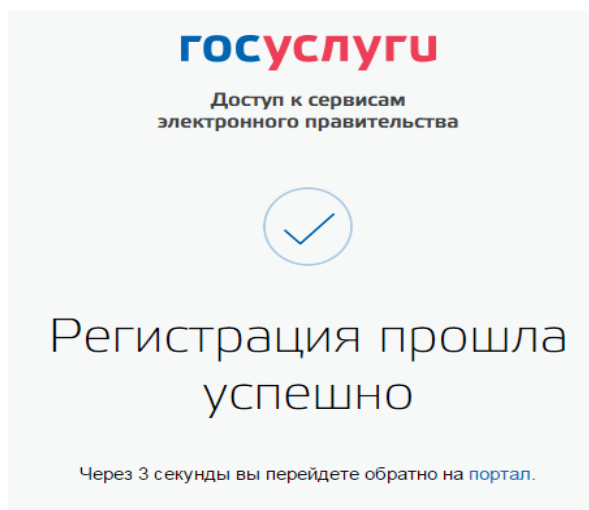 госуслуги
Доступ к сервисам
электронного правительства
Регистрация прошла
успешно
Через 3 секунды вы перейдете обратно на портал.